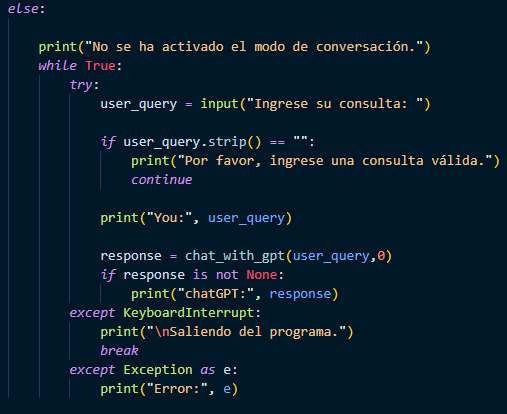 else:
print("No se ha activado el modo de conversación.")
while True:
try:
user_query = input("Ingrese su consulta: ")
if user_query.strip() == "":
print("Por favor, ingrese una consulta válida.")
continue
print("You:", user_query)
response = chat_with_gpt(user_query,0)
if response is not None:
print("chatGPT:", response)
except KeyboardInterrupt:
print("\nSaliendo del programa.")
break
except Exception as e:
print("Error:", e)